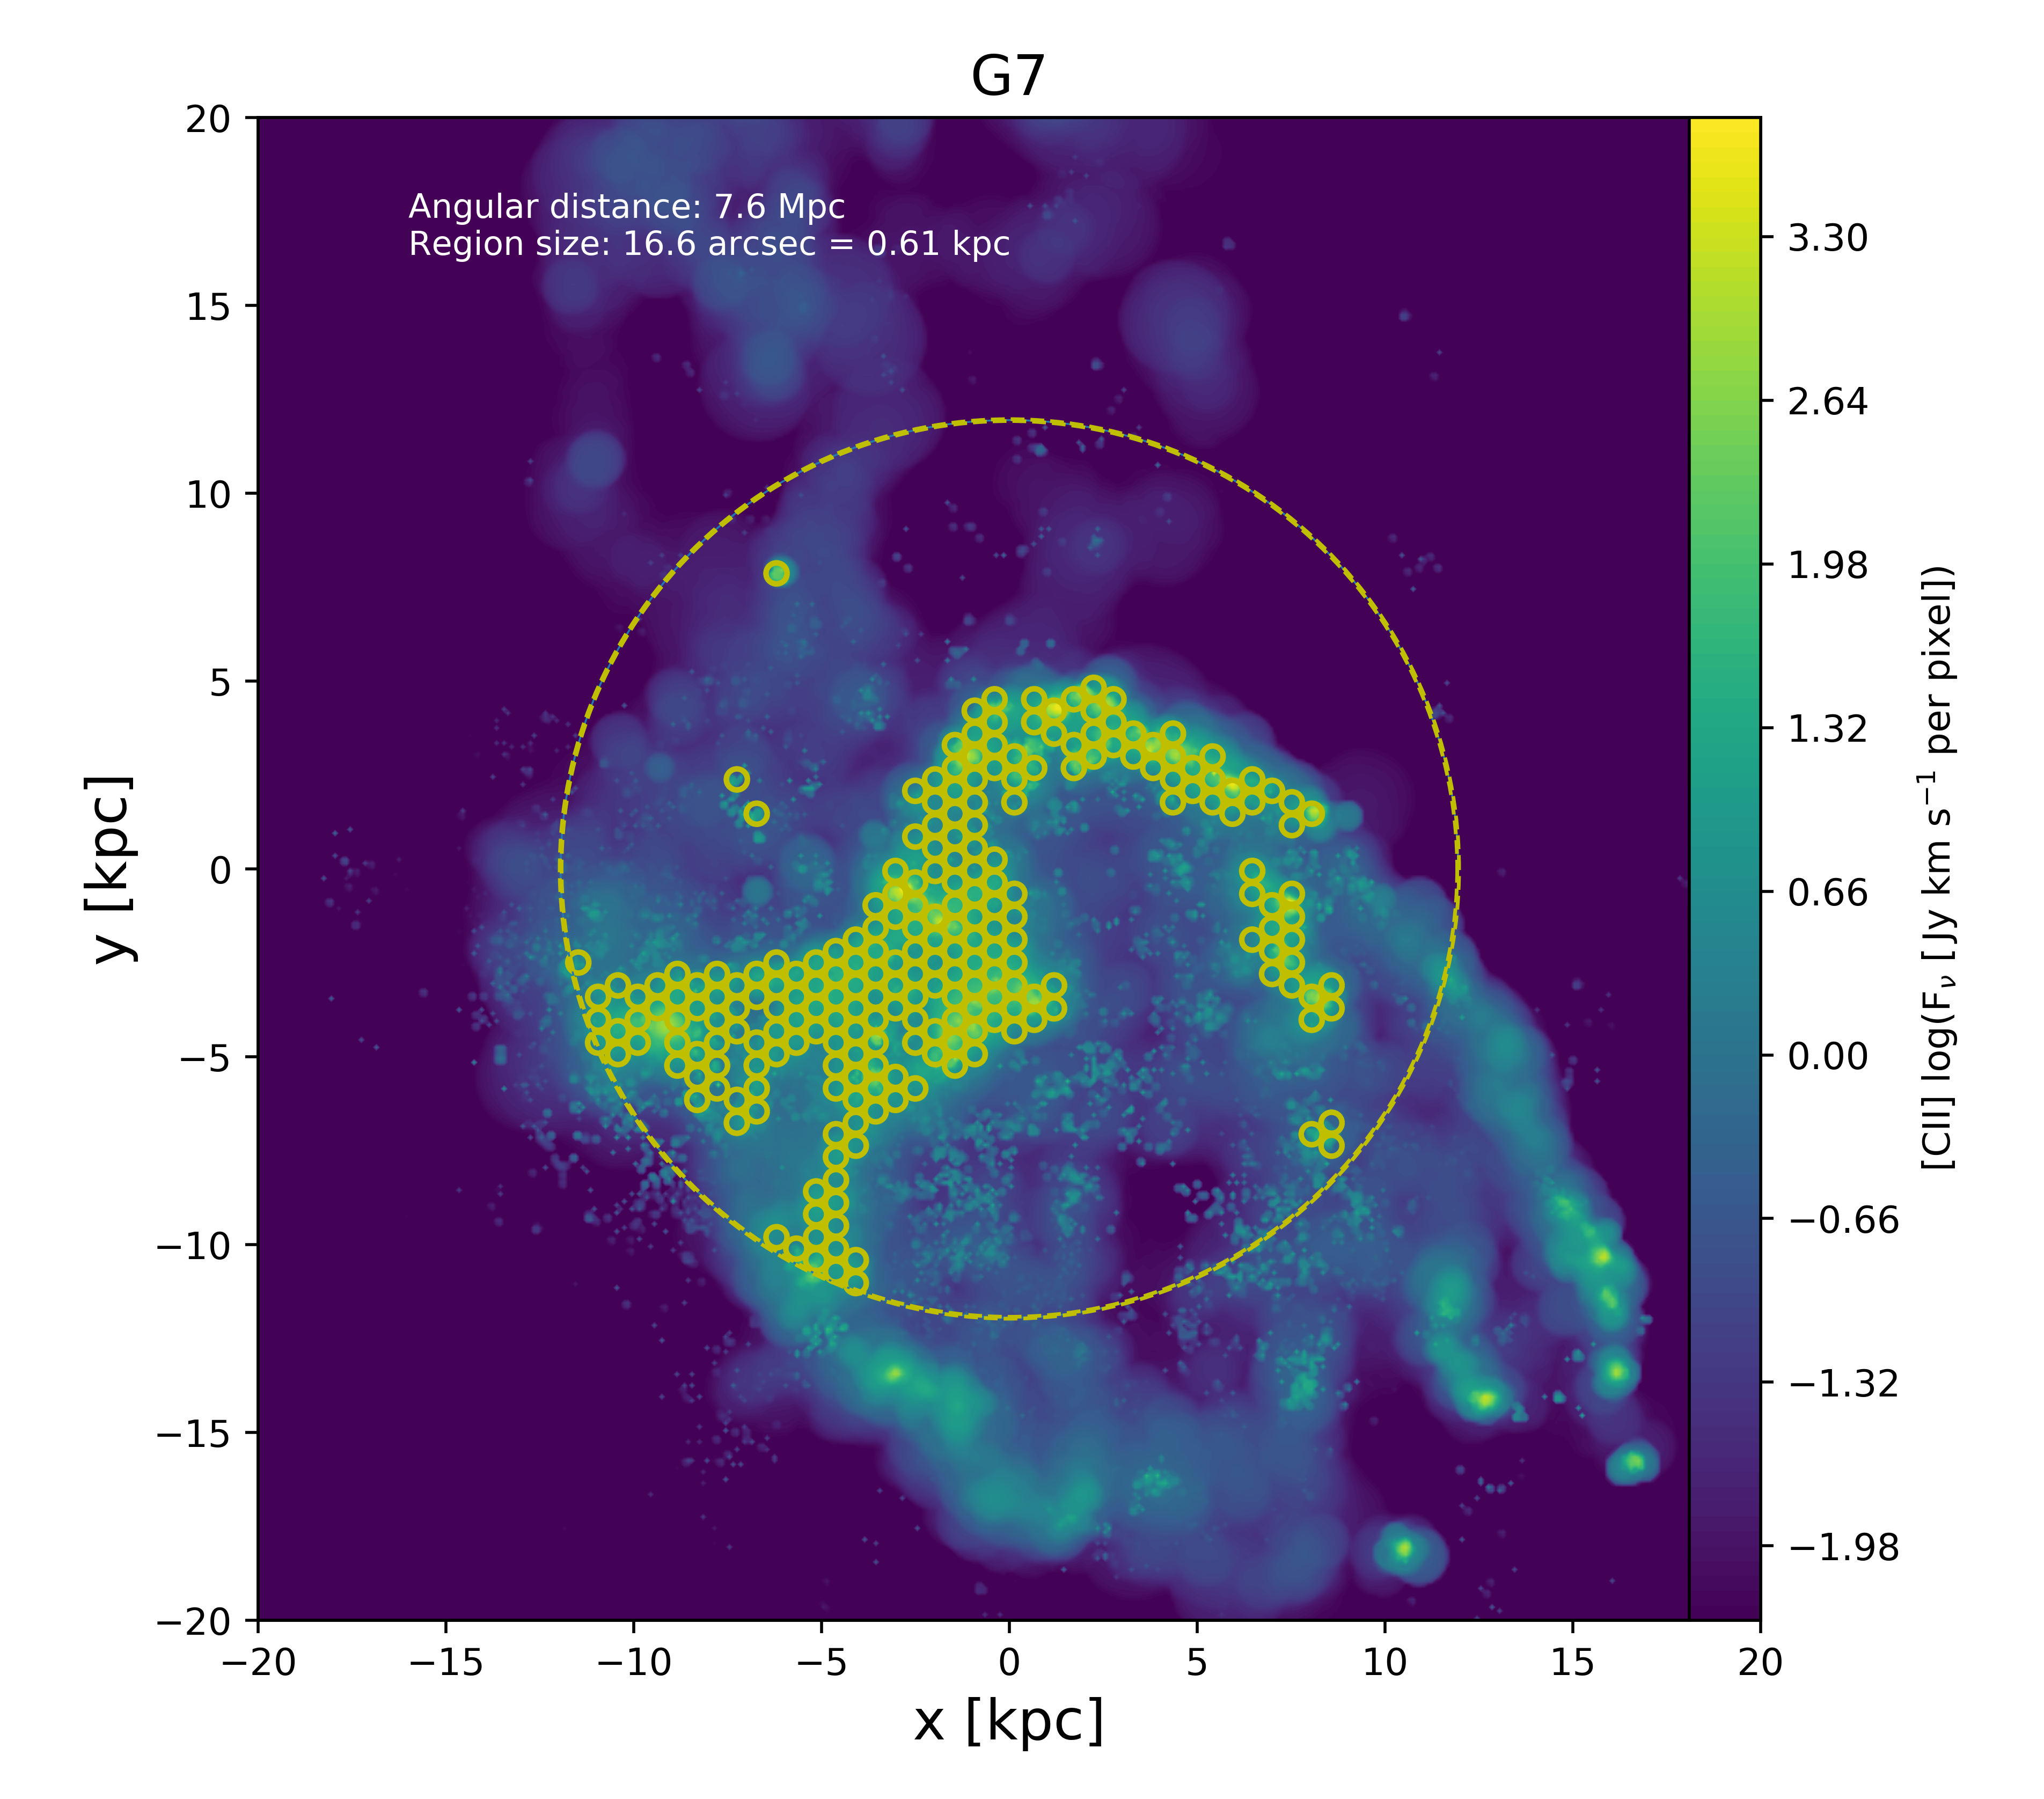 G7
Angular distance: 7.6 Mpc
Region size: 16.6 arcsec = 0.61 kpc
y [kpc]
20
15
10
5
0
−5
−10
−15
−20
−20 −15 −10 −5 0 5 10 15 20
x [kpc]
3.30
2.64
1.98
1.32
0.66
0.00
−0.66
−1.32
−1.98
[CII] log(Fν [Jy km s⁻¹ per pixel])